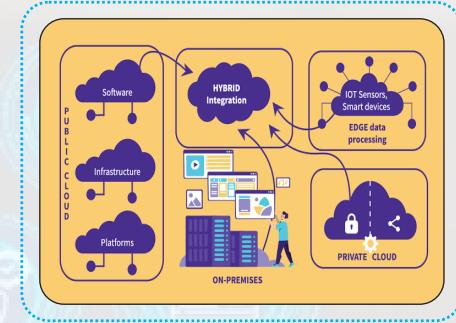 PUBLIC CLOUD
Software
Infrastructure
Platforms
HYBRID
Integration
IOT Sensors,
Smart devices
EDGE data
processing
ON-PREMISES
PRIVATE CLOUD